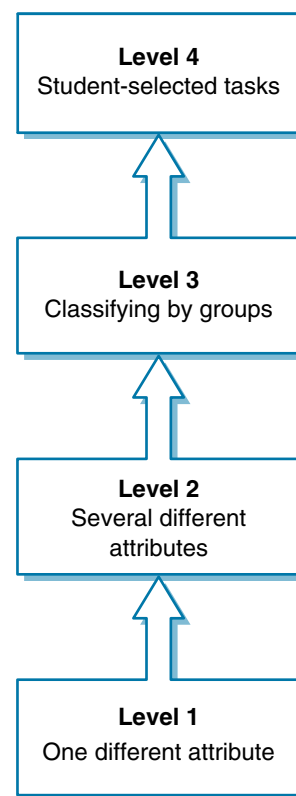 Level 4
Student-selected tasks
Level 3
Classifying by groups
Level 2
Several different
attributes
Level 1
One different attribute